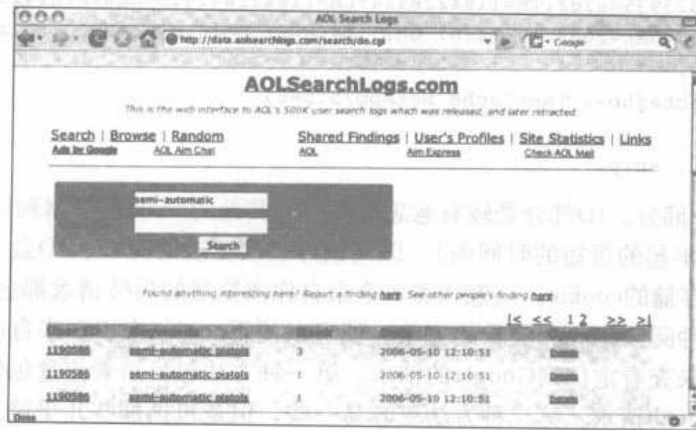 AOL Search Logs
http://data.aolsearchlogs.com/search/do.cgi
Google
AOLSearchLogs.com
This is the web interface to AOL's 500K user search logs which was released, and later retracted.
Search | Browse | Random
Shared Findings | User's Profiles | Site Statistics | Links
Ads by Google AOL Aim Chat AOL Aim Express Check AOL Mail
semi-automatic
Search
Found anything interesting here? Report a finding here. See other people's finding here.
|< << 1 2 >> >|
1190586 semi-automatic pistols 3 2006-05-10 12:10:51 Details
1190586 semi-automatic pistols 1 2006-05-10 12:10:51
1190586 semi-automatic pistols 1 2006-05-10 12:10:51
Done